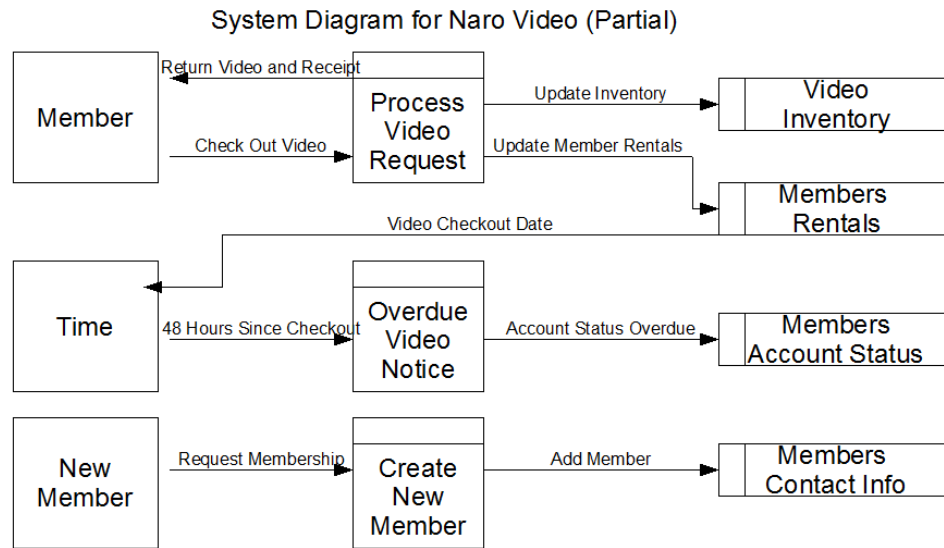 System Diagram for Naro Video (Partial)
Return Video and Receipt
Member
Process
Video
Request
Update Inventory
Video
Inventory
Check Out Video
Update Member Rentals
Members
Rentals
Video Checkout Date
Time
48 Hours Since Checkout
Overdue
Video
Notice
Account Status Overdue
Members
Account Status
New
Member
Request Membership
Create
New
Member
Add Member
Members
Contact Info